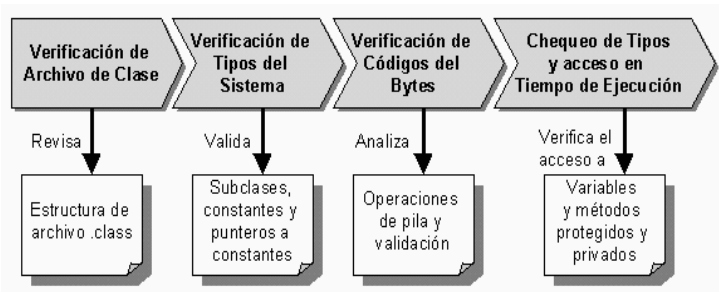 Verificación de
Archivo de Clase
Verificación de
Tipos del
Sistema
Verificación de
Códigos del
Bytes
Chequeo de Tipos
y acceso en
Tiempo de Ejecución
Revisa
Valida
Analiza
Verifica el
acceso a
Estructura de
archivo .class
Subclases,
constantes y
punteros a
constantes
Operaciones
de pila y
validación
Variables
y métodos
protegidos y
privados